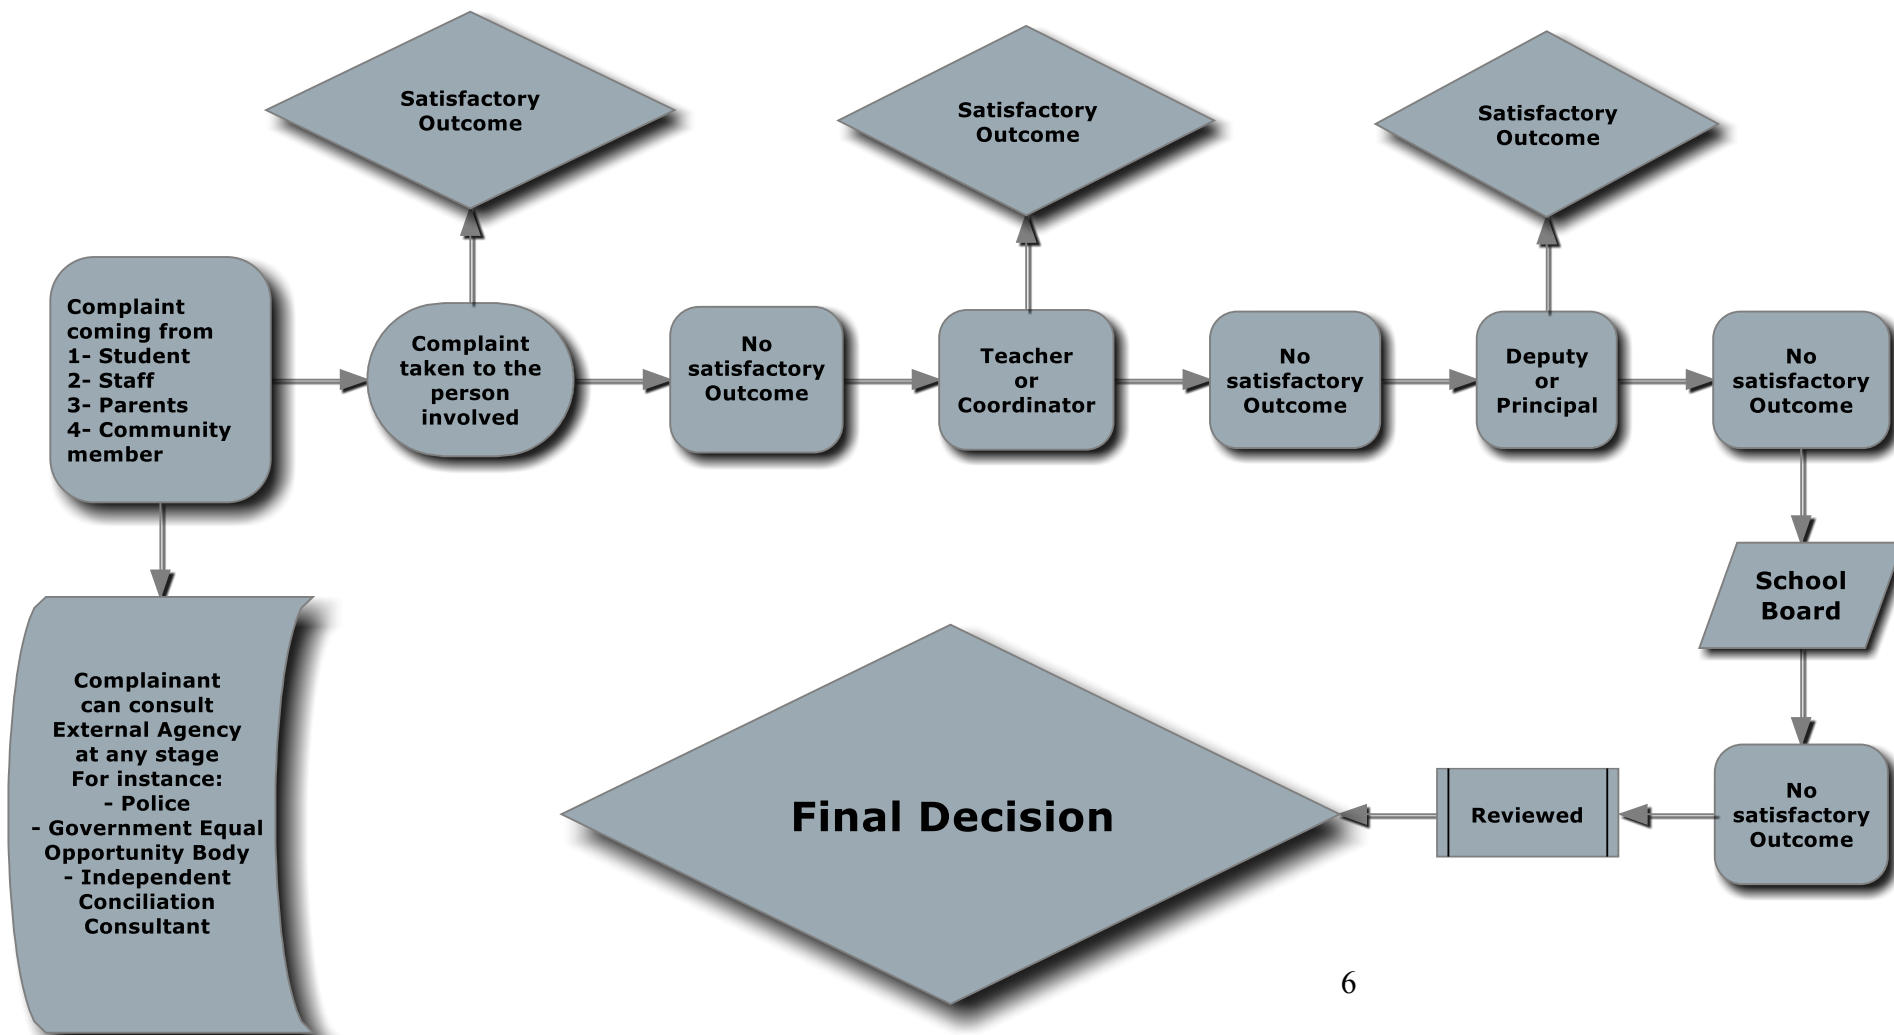 Satisfactory
Outcome
Satisfactory
Outcome
Satisfactory
Outcome
Complaint
coming from
1- Student
2- Staff
3- Parents
4- Community
member
Complaint
taken to the
person
involved
No
satisfactory
Outcome
Teacher
or
Coordinator
No
satisfactory
Outcome
Deputy
or
Principal
No
satisfactory
Outcome
School
Board
Complainant
can consult
External Agency
at any stage
For instance:
- Police
- Government Equal
Opportunity Body
- Independent
Conciliation
Consultant
Final Decision
Reviewed
No
satisfactory
Outcome
6